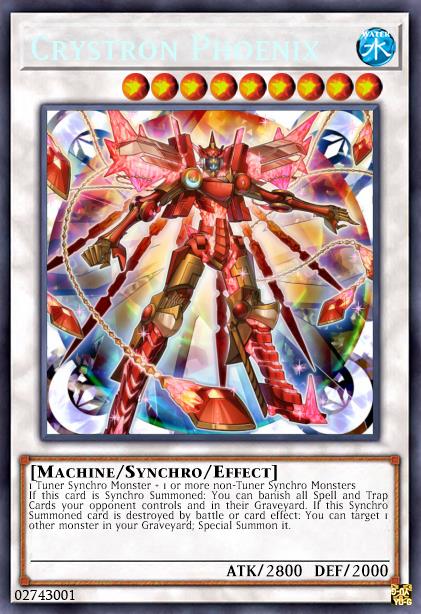 Crystron Phoenix
WATER
水
[Machine/Synchro/Effect]
1 Tuner Synchro Monster + 1 or more non-Tuner Synchro Monsters
If this card is Synchro Summoned: You can banish all Spell and Trap
Cards your opponent controls and in their Graveyard. If this Synchro
Summoned card is destroyed by battle or card effect: You can target 1
other monster in your Graveyard; Special Summon it.
ATK/2800 DEF/2000
02743001